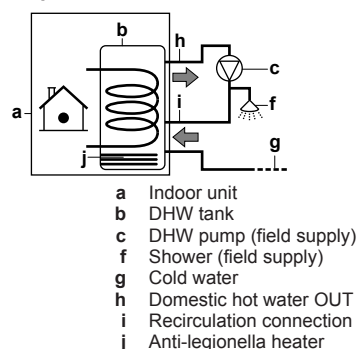 b
h
c
a
i
f
j
g
a Indoor unit
b DHW tank
c DHW pump (field supply)
f Shower (field supply)
g Cold water
h Domestic hot water OUT
i Recirculation connection
j Anti-legionella heater